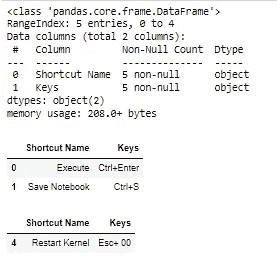 <class 'pandas.core.frame.DataFrame'>
RangeIndex: 5 entries, 0 to 4
Data columns (total 2 columns):
#   Column   Non-Null Count   Dtype
---  ------   --------------   -----
0   Shortcut Name   5 non-null   object
1   Keys   5 non-null   object
dtypes: object(2)
memory usage: 208.0+ bytes
Shortcut Name   Keys
0   Execute   Ctrl+Enter
1   Save Notebook   Ctrl+S
Shortcut Name   Keys
4   Restart Kernel   Esc+ 00